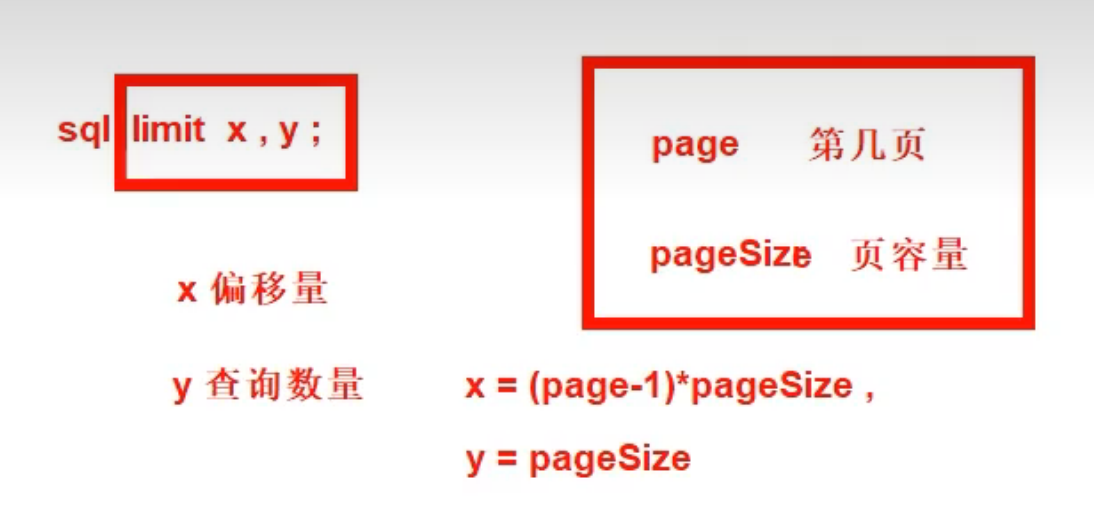 sql limit x , y ;
page 第几页
pageSize 页容量
x 偏移量
y 查询数量
x = (page-1)*pageSize ,
y = pageSize